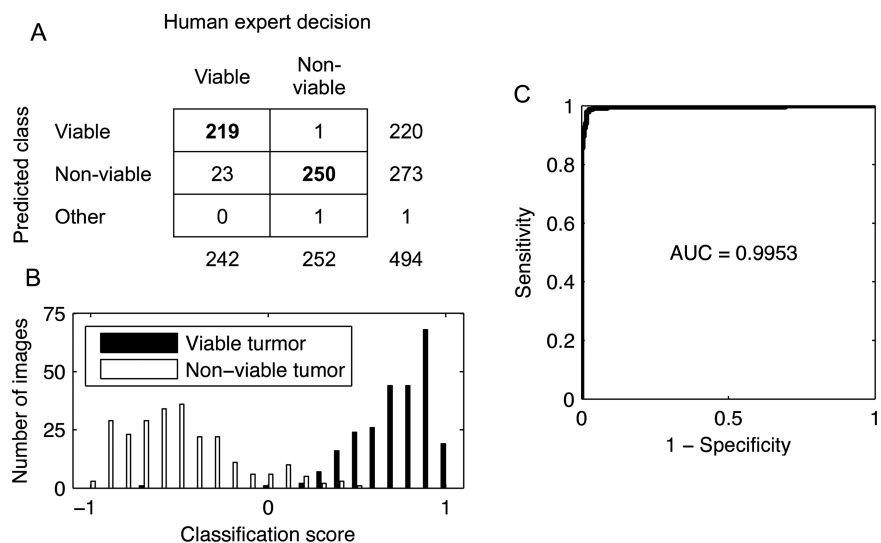 A
Human expert decision
Viable
Non-
viable
Predicted class
Viable 219 1 220
Non-viable 23 250 273
Other 0 1 1
242 252 494
B
Number of images
75
50
25
0
Viable turmor
Non-viable tumor
-1 0 1
Classification score
C
Sensitivity
1
0.8
0.6
0.4
0.2
0
AUC = 0.9953
0 0.5 1
1 - Specificity